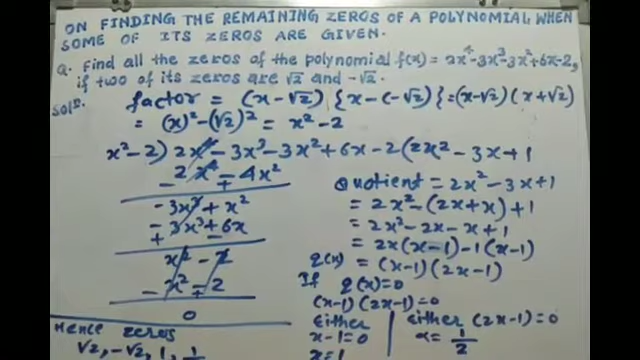 ON FINDING THE REMAINING ZEROS OF A POLYNOMIAL WHEN
SOME OF ITS ZEROS ARE GIVEN.
Q. Find all the zeros of the polynomial f(x) = 2x⁴-3x³-3x²+6x-2,
if two of its zeros are √2 and -√2.
Solⁿ.
factor = (x-√2) {x-(-√2)} = (x-√2) (x+√2)
= (x)² - (√2)² = x² - 2
x²-2) 2x⁴ - 3x³ - 3x² + 6x - 2 (2x² - 3x + 1
2x⁴ - 4x²
- +
- 3x³ + x²
- 3x³ + 6x
+ -
x² - 2
x² - 2
- +
0
Hence zeros
√2, -√2, 1, 1/2
Quotient = 2x² - 3x + 1
= 2x² - (2x + x) + 1
= 2x² - 2x - x + 1
= 2x(x-1) - 1(x-1)
q(x) = (x-1)(2x-1)
If q(x) = 0
(x-1) (2x-1) = 0
Either
x-1 = 0
x = 1
either (2x-1) = 0
x = 1/2